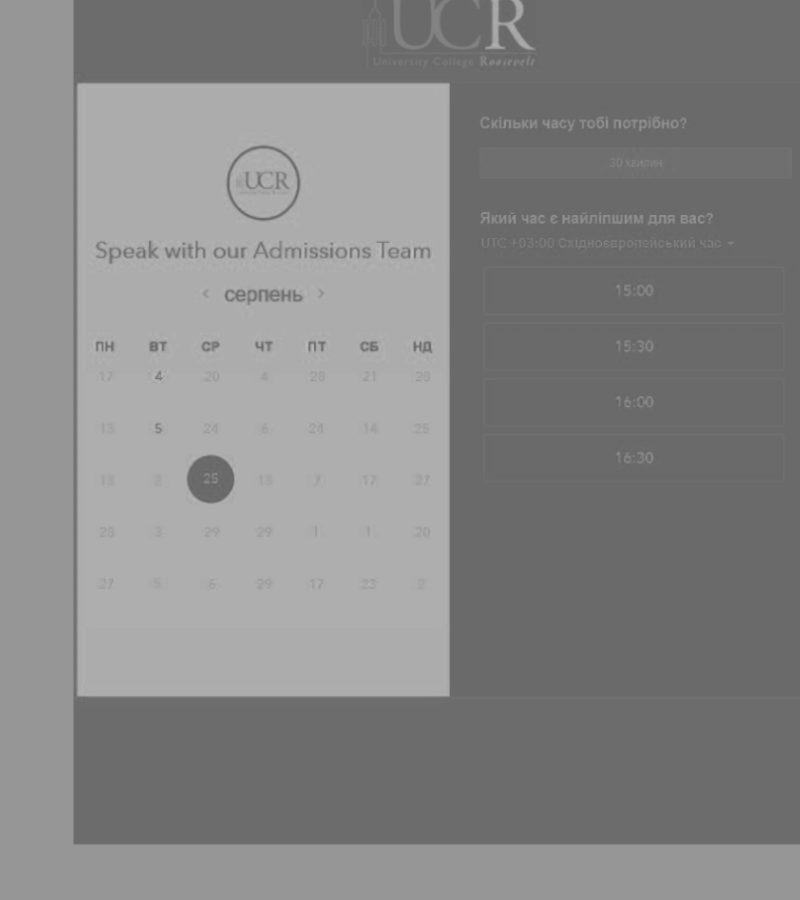 UCR
University College Roosevelt
UCR
Speak with our Admissions Team
‹ серпень ›
ПН ВТ СР ЧТ ПТ СБ НД
17 4 20 28 21
13 5 24 6 24 14 25
13 2 25 13 7 17 27
28 3 29 29 1 1 20
27 5 6 29 17 2
Скільки часу тобі потрібно?
30 хвилин
Який час є найліпшим для вас?
UTC +03:00 Східноєвропейський час
15:00
15:30
16:00
16:30